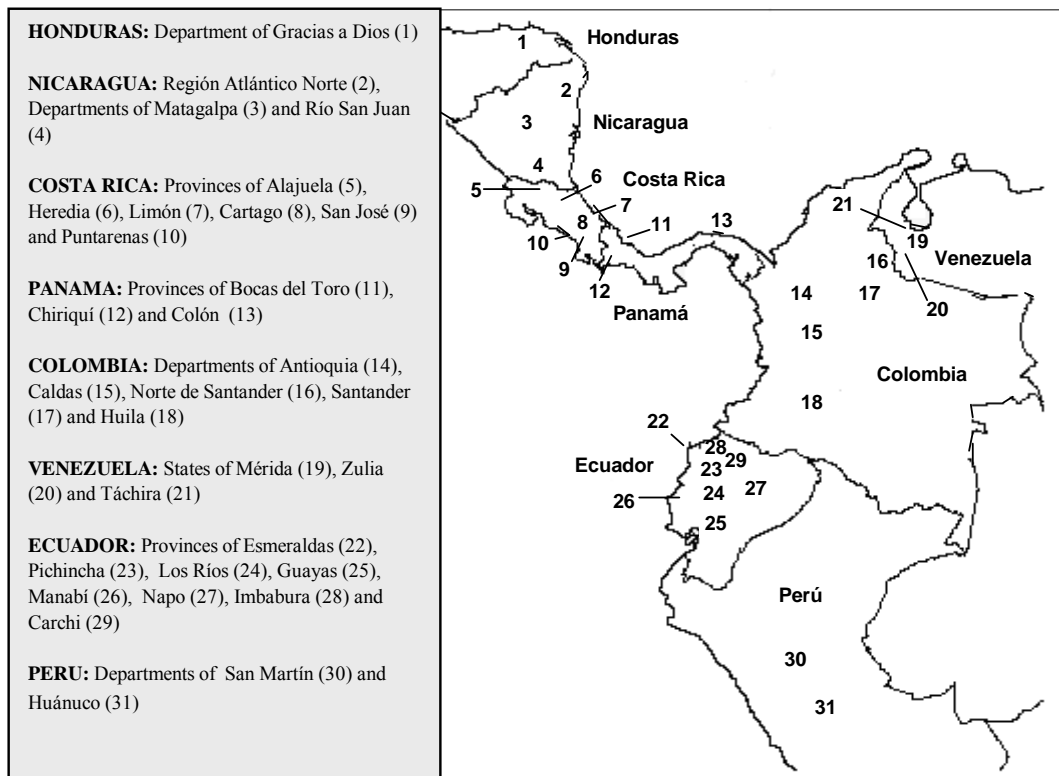 HONDURAS: Department of Gracias a Dios (1)
NICARAGUA: Región Atlántico Norte (2),
Departments of Matagalpa (3) and Río San Juan
(4)
COSTA RICA: Provinces of Alajuela (5),
Heredia (6), Limón (7), Cartago (8), San José (9)
and Puntarenas (10)
PANAMA: Provinces of Bocas del Toro (11),
Chiriquí (12) and Colón (13)
COLOMBIA: Departments of Antioquia (14),
Caldas (15), Norte de Santander (16), Santander
(17) and Huila (18)
VENEZUELA: States of Mérida (19), Zulia
(20) and Táchira (21)
ECUADOR: Provinces of Esmeraldas (22),
Pichincha (23), Los Ríos (24), Guayas (25),
Manabí (26), Napo (27), Imbabura (28) and
Carchi (29)
PERU: Departments of San Martín (30) and
Huánuco (31)
1
Honduras
2
3
Nicaragua
4
5
6
Costa Rica
7
8
9
10
11
12
13
Panamá
21
19
Venezuela
16
17
20
14
15
Colombia
18
22
28
29
Ecuador
23
26
24
27
25
Perú
30
31